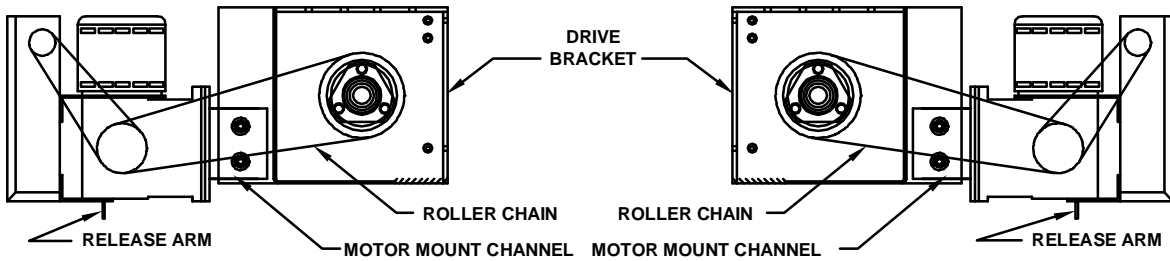 DRIVE
BRACKET
ROLLER CHAIN
ROLLER CHAIN
RELEASE ARM
MOTOR MOUNT CHANNEL
MOTOR MOUNT CHANNEL
RELEASE ARM